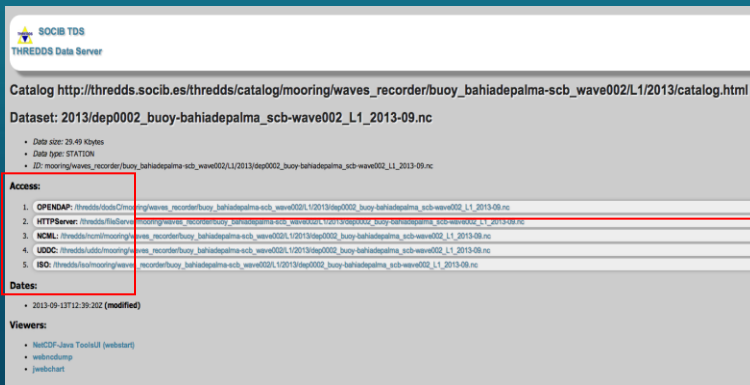 SOCIB TDS
THREDDS Data Server
Catalog http://thredds.socib.es/thredds/catalog/mooring/waves_recorder/buoy_bahiadepalma-scb_wave002/L1/2013/catalog.html
Dataset: 2013/dep0002_buoy-bahiadepalma_scb-wave002_L1_2013-09.nc
• Data size: 29.49 Kbytes
• Data type: STATION
• ID: mooring/waves_recorder/buoy_bahiadepalma-scb_wave002/L1/2013/dep0002_buoy-bahiadepalma_scb-wave002_L1_2013-09.nc
Access:
1. OPENDAP: /thredds/dodsC/mooring/waves_recorder/buoy_bahiadepalma-scb_wave002/L1/2013/dep0002_buoy-bahiadepalma_scb-wave002_L1_2013-09.nc
2. HTTPServer: /thredds/fileServer/mooring/waves_recorder/buoy_bahiadepalma-scb_wave002/L1/2013/dep0002_buoy-bahiadepalma_scb-wave002_L1_2013-09.nc
3. NCML: /thredds/ncml/mooring/waves_recorder/buoy_bahiadepalma-scb_wave002/L1/2013/dep0002_buoy-bahiadepalma_scb-wave002_L1_2013-09.nc
4. UDDC: /thredds/uddc/mooring/waves_recorder/buoy_bahiadepalma-scb_wave002/L1/2013/dep0002_buoy-bahiadepalma_scb-wave002_L1_2013-09.nc
5. ISO: /thredds/iso/mooring/waves_recorder/buoy_bahiadepalma-scb_wave002/L1/2013/dep0002_buoy-bahiadepalma_scb-wave002_L1_2013-09.nc
Dates:
• 2013-09-13T12:39:20Z (modified)
Viewers:
• NetCDF-Java ToolsUI (webstart)
• webncdump
• jwebchart